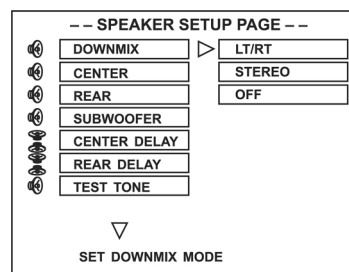 -- SPEAKER SETUP PAGE --
DOWNMIX
LT/RT
CENTER
STEREO
REAR
OFF
SUBWOOFER
CENTER DELAY
REAR DELAY
TEST TONE
SET DOWNMIX MODE